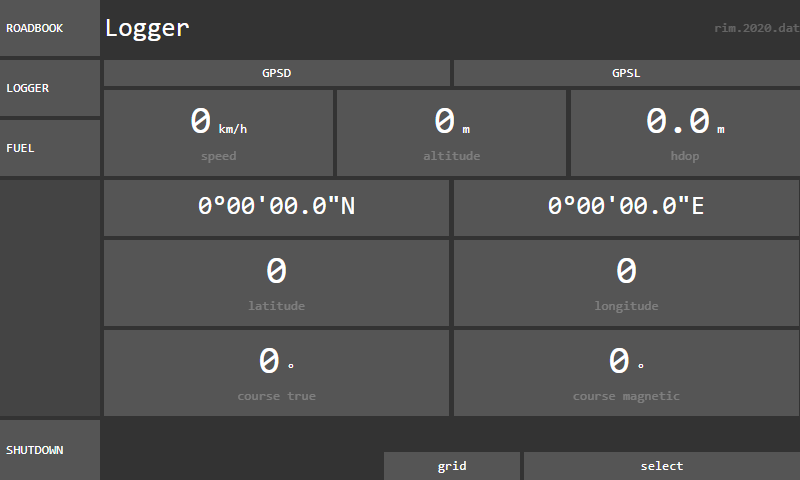 ROADBOOK
Logger
rim.2020.dat
LOGGER
FUEL
GPSD
GPSL
0 km/h
speed
0 m
altitude
0.0 m
hdop
0°00'00.0"N
0°00'00.0"E
0
latitude
0
longitude
0 °
course true
0 °
course magnetic
SHUTDOWN
grid
select